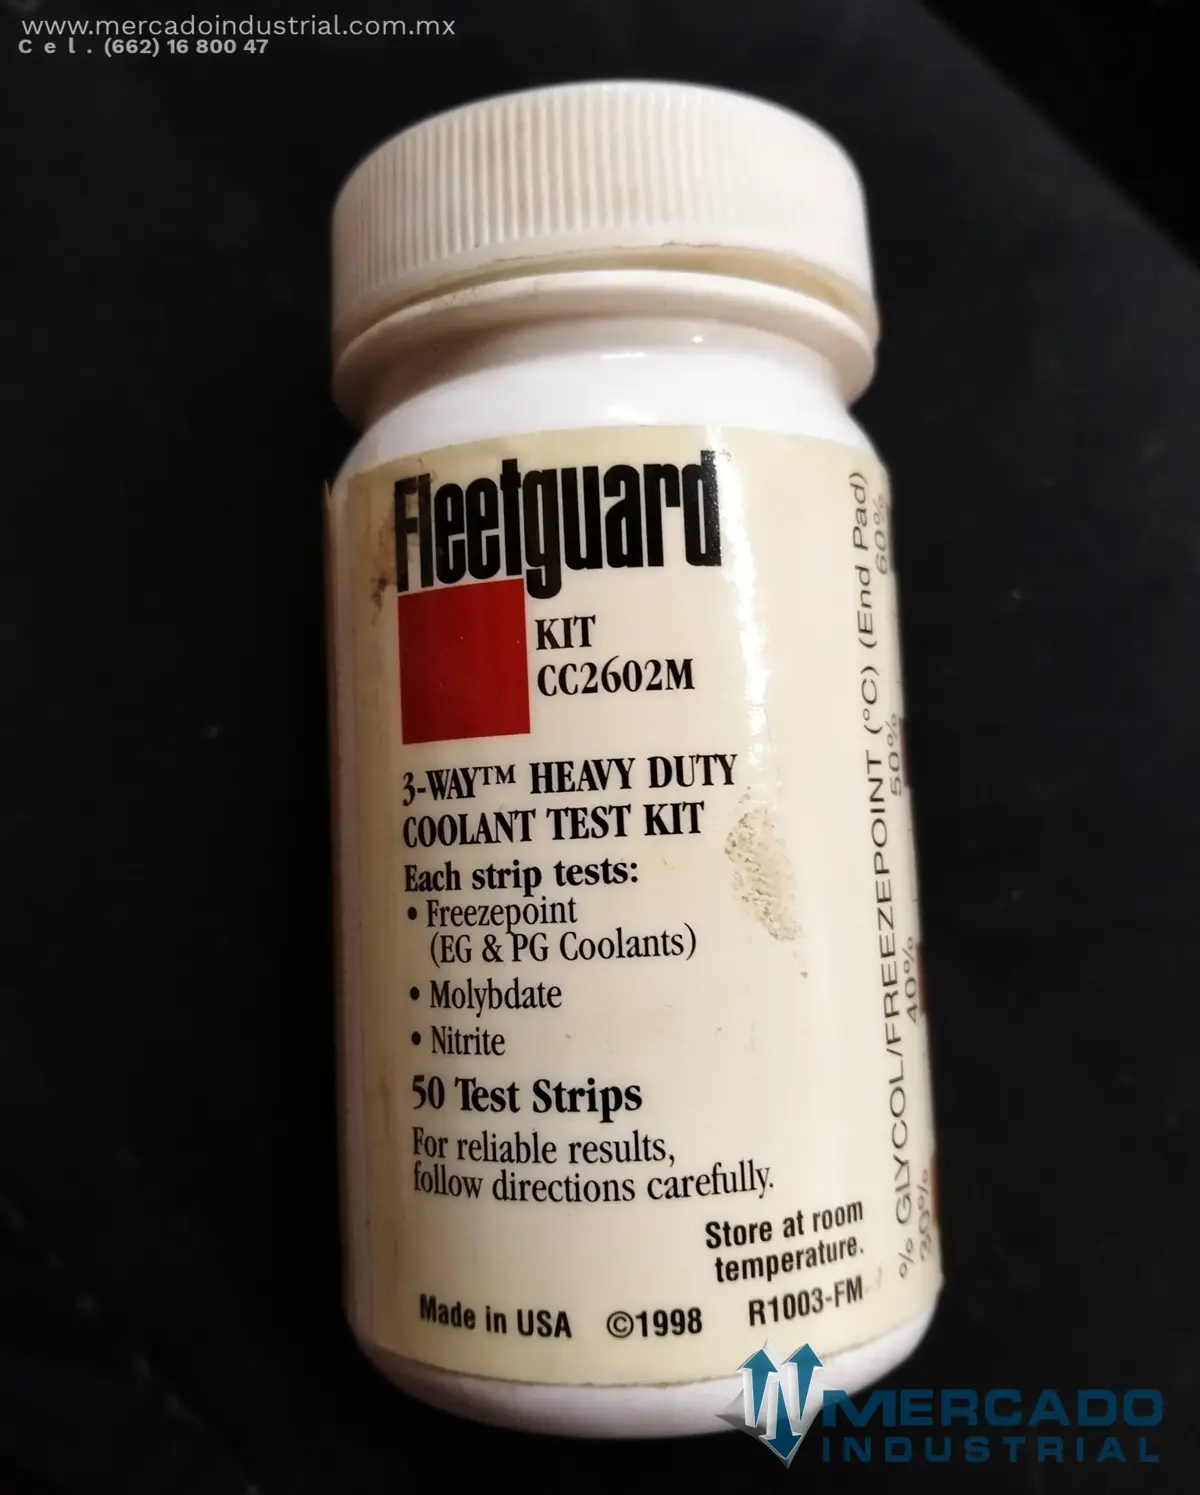 www.mercadoindustrial.com.mx
Cel. (662) 16 800 47
Fleetguard
KIT
CC2602M
3-WAY™ HEAVY DUTY
COOLANT TEST KIT
Each strip tests:
• Freezepoint
(EG & PG Coolants)
• Molybdate
• Nitrite
50 Test Strips
For reliable results,
follow directions carefully.
Store at room
temperature.
Made in USA ©1998 R1003-FM
% GLYCOL/FREEZEPOINT (°C) (End Pad)
30% 40% 50% 60%
MERCADO
INDUSTRIAL